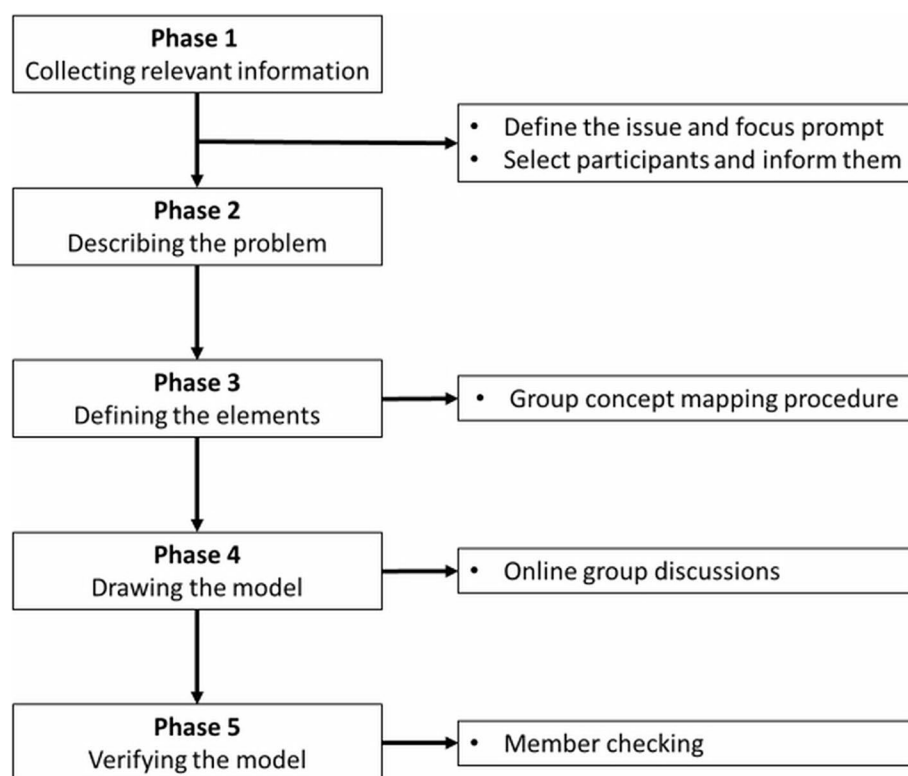 Phase 1
Collecting relevant information
• Define the issue and focus prompt
• Select participants and inform them
Phase 2
Describing the problem
Phase 3
Defining the elements
• Group concept mapping procedure
Phase 4
Drawing the model
• Online group discussions
Phase 5
Verifying the model
• Member checking